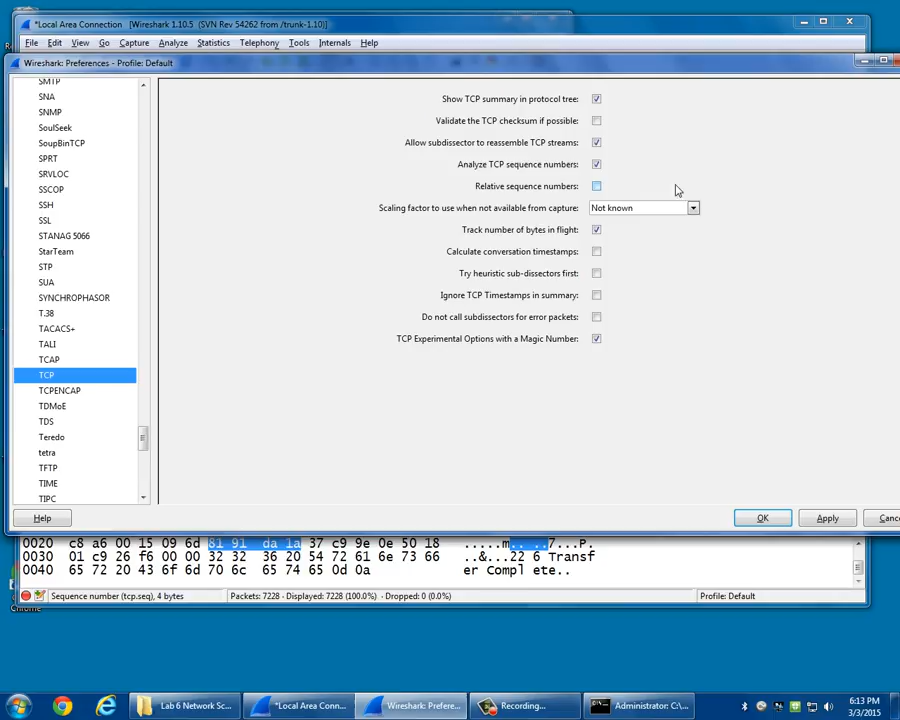 *Local Area Connection [Wireshark 1.10.5 (SVN Rev 54262 from /trunk-1.10)]
File Edit View Go Capture Analyze Statistics Telephony Tools Internals Help
Wireshark: Preferences - Profile: Default
SMTP
SNA
SNMP
SoulSeek
SoupBinTCP
SPRT
SRVLOC
SSCOP
SSH
SSL
STANAG 5066
StarTeam
STP
SUA
SYNCHROPHASOR
T.38
TACACS+
TALI
TCAP
TCP
TCPENCAP
TDMoE
TDS
Teredo
tetra
TFTP
TIME
TIPC
Show TCP summary in protocol tree:
Validate the TCP checksum if possible:
Allow subdissector to reassemble TCP streams:
Analyze TCP sequence numbers:
Relative sequence numbers:
Scaling factor to use when not available from capture: Not known
Track number of bytes in flight:
Calculate conversation timestamps:
Try heuristic sub-dissectors first:
Ignore TCP Timestamps in summary:
Do not call subdissectors for error packets:
TCP Experimental Options with a Magic Number:
Help OK Apply Cance
0020 c8 a6 00 15 09 6d 81 91 da 1a 37 c9 9e 0e 50 18 .....m.. ..7...P.
0030 01 c9 26 f6 00 00 32 32 36 20 54 72 61 6e 73 66 ..&...22 6 Transf
0040 65 72 20 43 6f 6d 70 6c 65 74 65 0d 0a er Compl ete..
Sequence number (tcp.seq), 4 bytes Packets: 7228 · Displayed: 7228 (100.0%) · Dropped: 0 (0.0%) Profile: Default
Chrome
Lab 6 Network Sc... *Local Area Conn... Wireshark: Prefere... Recording... Administrator: C:\... 6:13 PM
3/3/2015